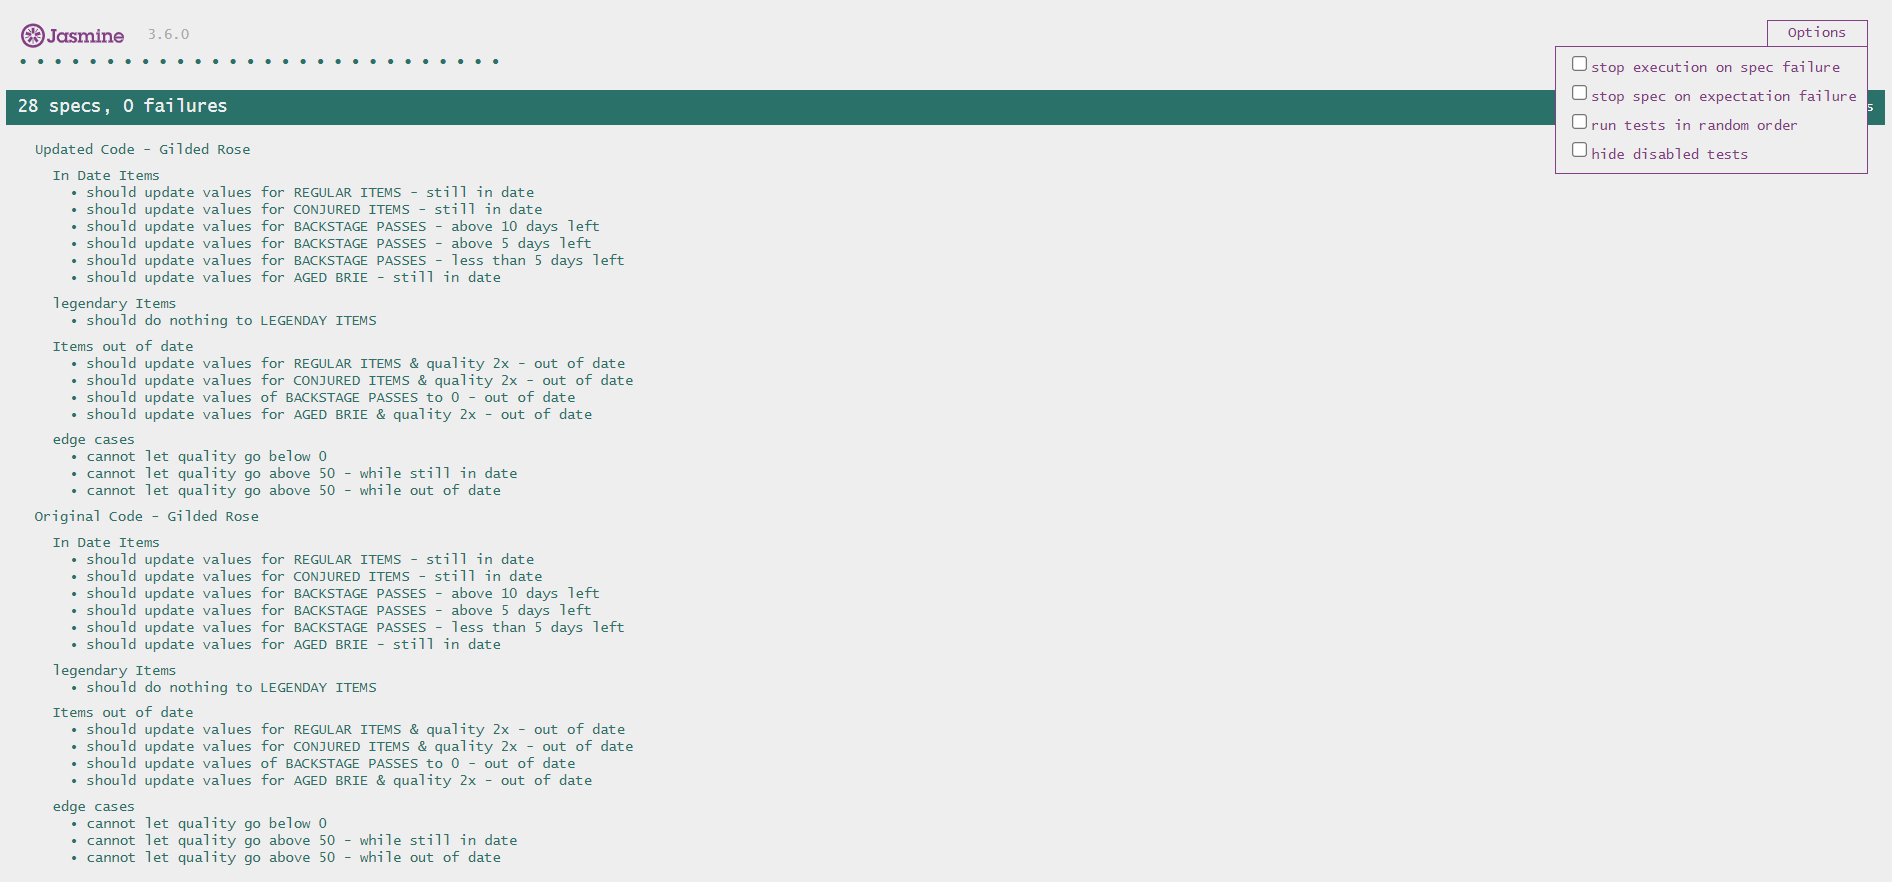 Jasmine 3.6.0
Options
stop execution on spec failure
stop spec on expectation failure
run tests in random order
hide disabled tests
28 specs, 0 failures
s
Updated Code - Gilded Rose
In Date Items
• should update values for REGULAR ITEMS - still in date
• should update values for CONJURED ITEMS - still in date
• should update values for BACKSTAGE PASSES - above 10 days left
• should update values for BACKSTAGE PASSES - above 5 days left
• should update values for BACKSTAGE PASSES - less than 5 days left
• should update values for AGED BRIE - still in date
legendary Items
• should do nothing to LEGENDAY ITEMS
Items out of date
• should update values for REGULAR ITEMS & quality 2x - out of date
• should update values for CONJURED ITEMS & quality 2x - out of date
• should update values of BACKSTAGE PASSES to 0 - out of date
• should update values for AGED BRIE & quality 2x - out of date
edge cases
• cannot let quality go below 0
• cannot let quality go above 50 - while still in date
• cannot let quality go above 50 - while out of date
Original Code - Gilded Rose
In Date Items
• should update values for REGULAR ITEMS - still in date
• should update values for CONJURED ITEMS - still in date
• should update values for BACKSTAGE PASSES - above 10 days left
• should update values for BACKSTAGE PASSES - above 5 days left
• should update values for BACKSTAGE PASSES - less than 5 days left
• should update values for AGED BRIE - still in date
legendary Items
• should do nothing to LEGENDAY ITEMS
Items out of date
• should update values for REGULAR ITEMS & quality 2x - out of date
• should update values for CONJURED ITEMS & quality 2x - out of date
• should update values of BACKSTAGE PASSES to 0 - out of date
• should update values for AGED BRIE & quality 2x - out of date
edge cases
• cannot let quality go below 0
• cannot let quality go above 50 - while still in date
• cannot let quality go above 50 - while out of date